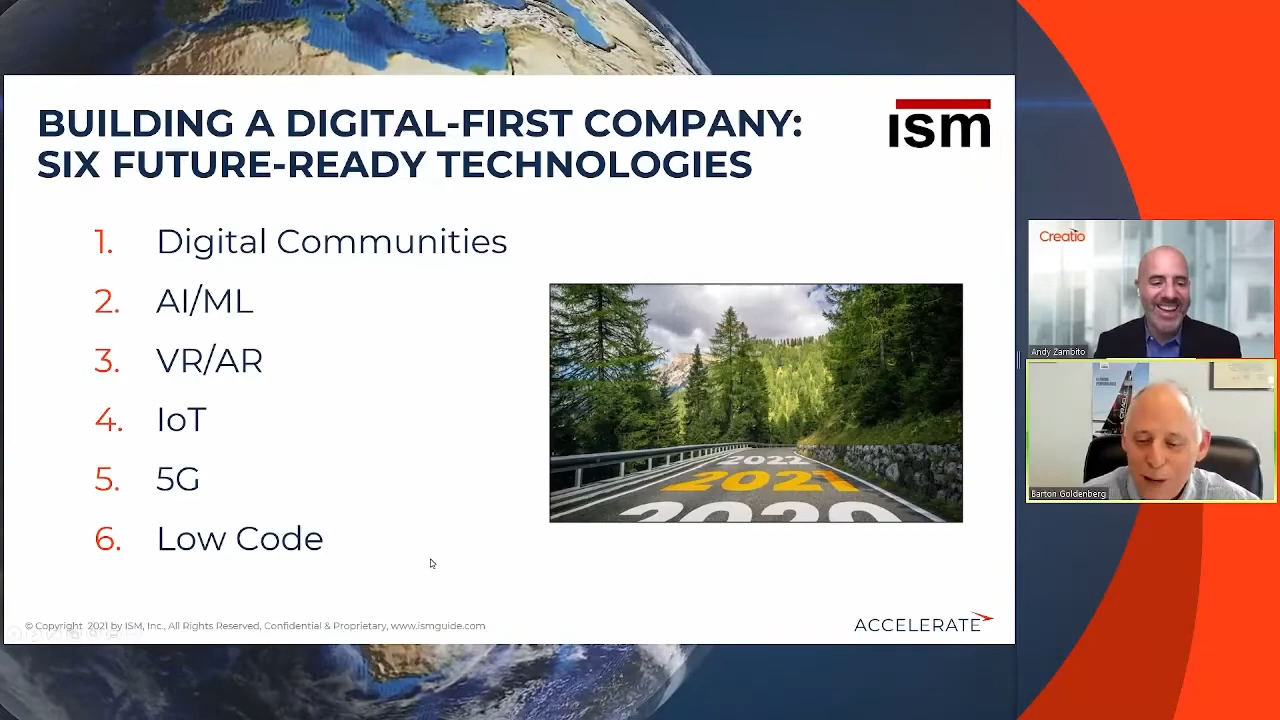 BUILDING A DIGITAL-FIRST COMPANY:
SIX FUTURE-READY TECHNOLOGIES
ism
1. Digital Communities
2. AI/ML
3. VR/AR
4. IoT
5. 5G
6. Low Code
2022
2021
2020
© Copyright 2021 by ISM, Inc., All Rights Reserved, Confidential & Proprietary, www.ismguide.com
ACCELERATE
Creatio
Andy Zambito
ORACLE
Barton Goldenberg